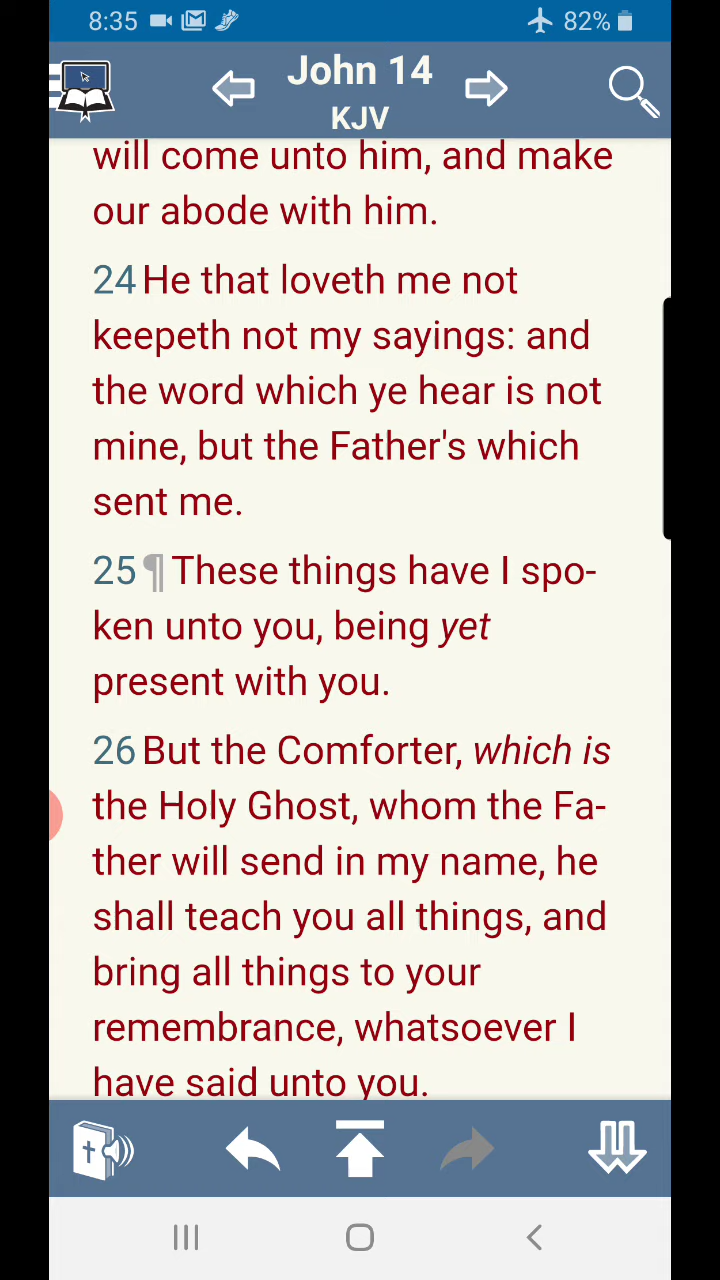 8:35
82%
John 14
KJV
will come unto him, and make
our abode with him.
24 He that loveth me not
keepeth not my sayings: and
the word which ye hear is not
mine, but the Father's which
sent me.
25 ¶ These things have I spo-
ken unto you, being yet
present with you.
26 But the Comforter, which is
the Holy Ghost, whom the Fa-
ther will send in my name, he
shall teach you all things, and
bring all things to your
remembrance, whatsoever I
have said unto you.